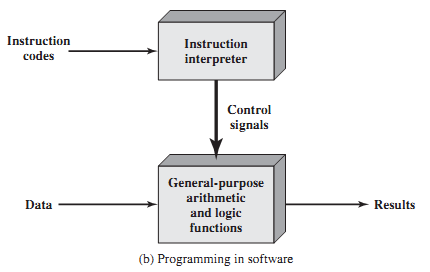 Instruction
codes
Instruction
interpreter
Control
signals
Data
General-purpose
arithmetic
and logic
functions
Results
(b) Programming in software